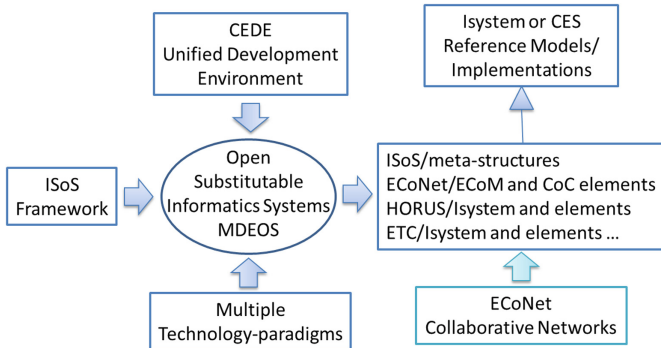 CEDE
Unified Development
Environment
Isystem or CES
Reference Models/
Implementations
ISoS
Framework
Open
Substitutable
Informatics Systems
MDEOS
ISoS/meta-structures
ECoNet/ECoM and CoC elements
HORUS/Isystem and elements
ETC/Isystem and elements ...
Multiple
Technology-paradigms
ECoNet
Collaborative Networks